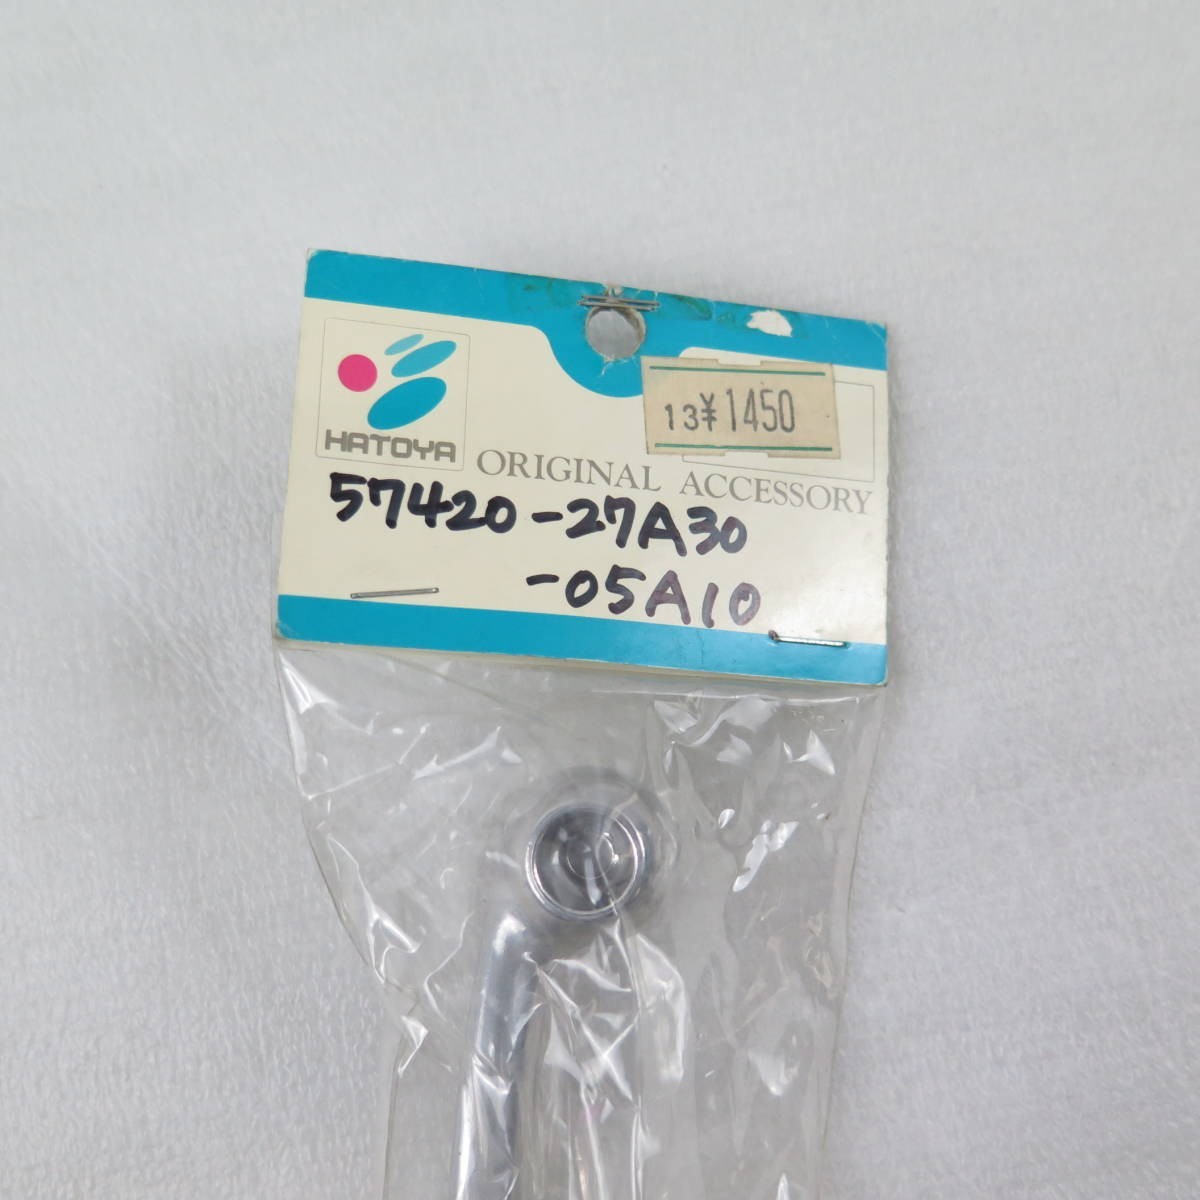 13¥1450
HATOYA
ORIGINAL ACCESSORY
57420-27A30
-05A10